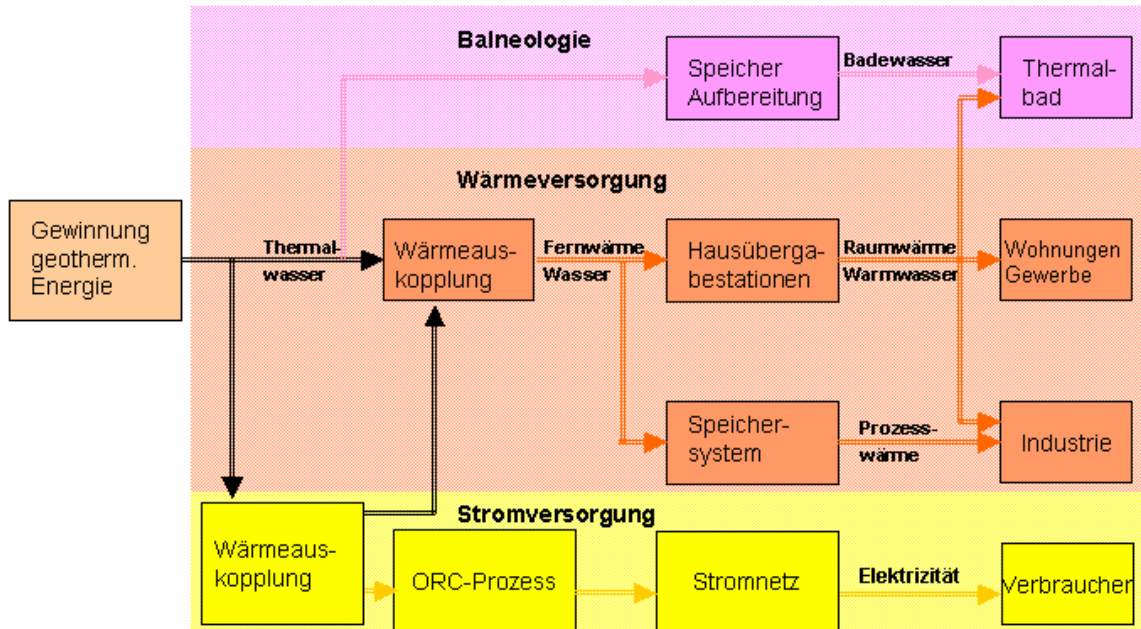 Balneologie
Speicher
Aufbereitung
Badewasser
Thermal-
bad
Wärmeversorgung
Gewinnung
geotherm.
Energie
Thermal-
wasser
Wärmeaus-
kopplung
Fernwärme
Wasser
Hausüberga-
bestationen
Raumwärme
Warmwasser
Wohnungen
Gewerbe
Speicher-
system
Prozess-
wärme
Industrie
Stromversorgung
Wärmeaus-
kopplung
ORC-Prozess
Stromnetz
Elektrizität
Verbraucher